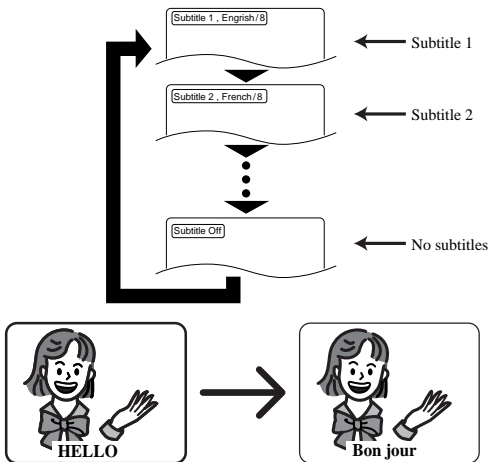 Subtitle 1 , Engrish/8
Subtitle 1
Subtitle 2 , French/8
Subtitle 2
Subtitle Off
No subtitles
HELLO
Bon jour